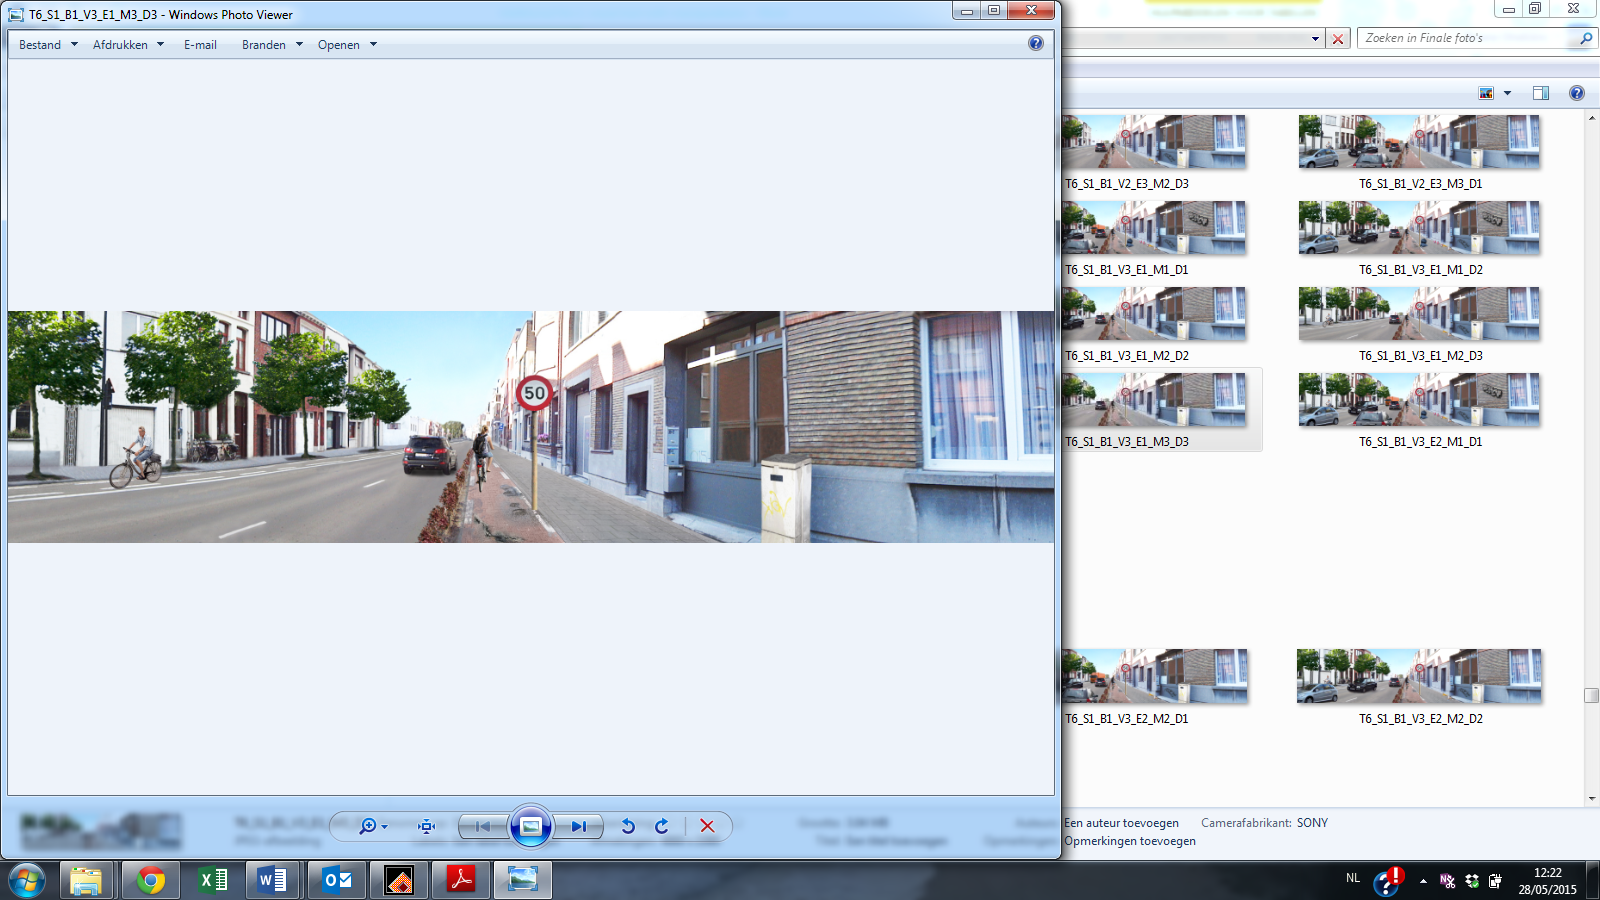 T6_S1_B1_V3_E1_M3_D3 - Windows Photo Viewer
Bestand Afdrukken E-mail Branden Openen
50
Zoeken in Finale foto's
T6_S1_B1_V2_E3_M2_D3 T6_S1_B1_V2_E3_M3_D1
T6_S1_B1_V3_E1_M1_D1 T6_S1_B1_V3_E1_M1_D2
T6_S1_B1_V3_E1_M2_D2 T6_S1_B1_V3_E1_M2_D3
T6_S1_B1_V3_E1_M3_D3 T6_S1_B1_V3_E2_M1_D1
T6_S1_B1_V3_E2_M2_D1 T6_S1_B1_V3_E2_M2_D2
Een auteur toevoegen Camerafabrikant: SONY
Opmerkingen toevoegen
NL
12:22
28/05/2015